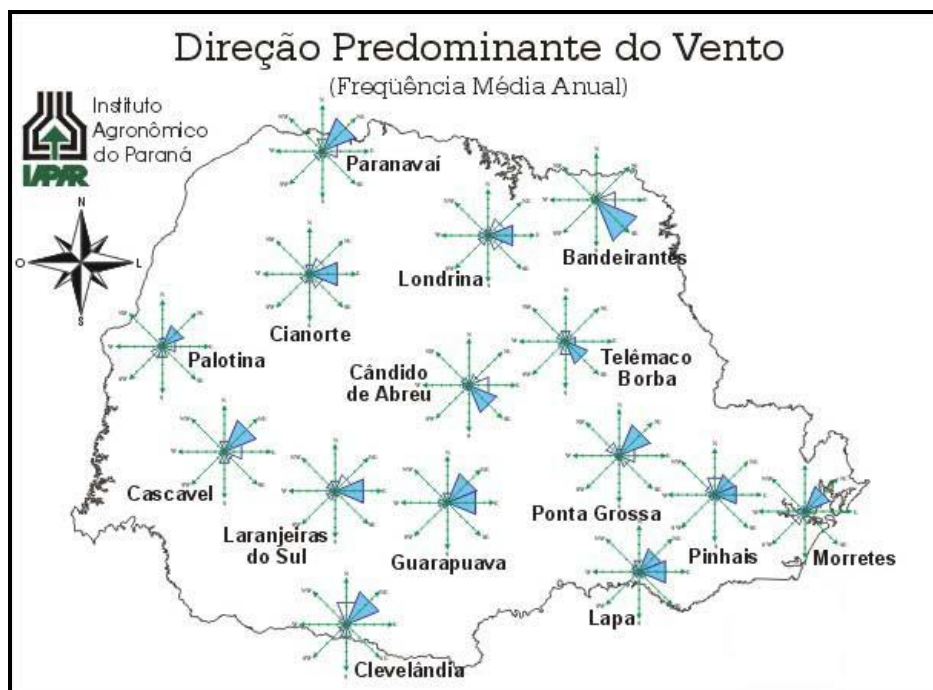 Direção Predominante do Vento
(Freqüência Média Anual)
Instituto
Agronômico
do Paraná
IAPAR
N
O
L
S
Paranavaí
Bandeirantes
Londrina
Cianorte
Palotina
Telêmaco
Borba
Cândido
de Abreu
Cascavel
Laranjeiras
do Sul
Guarapuava
Ponta Grossa
Pinhais
Morretes
Lapa
Clevelândia